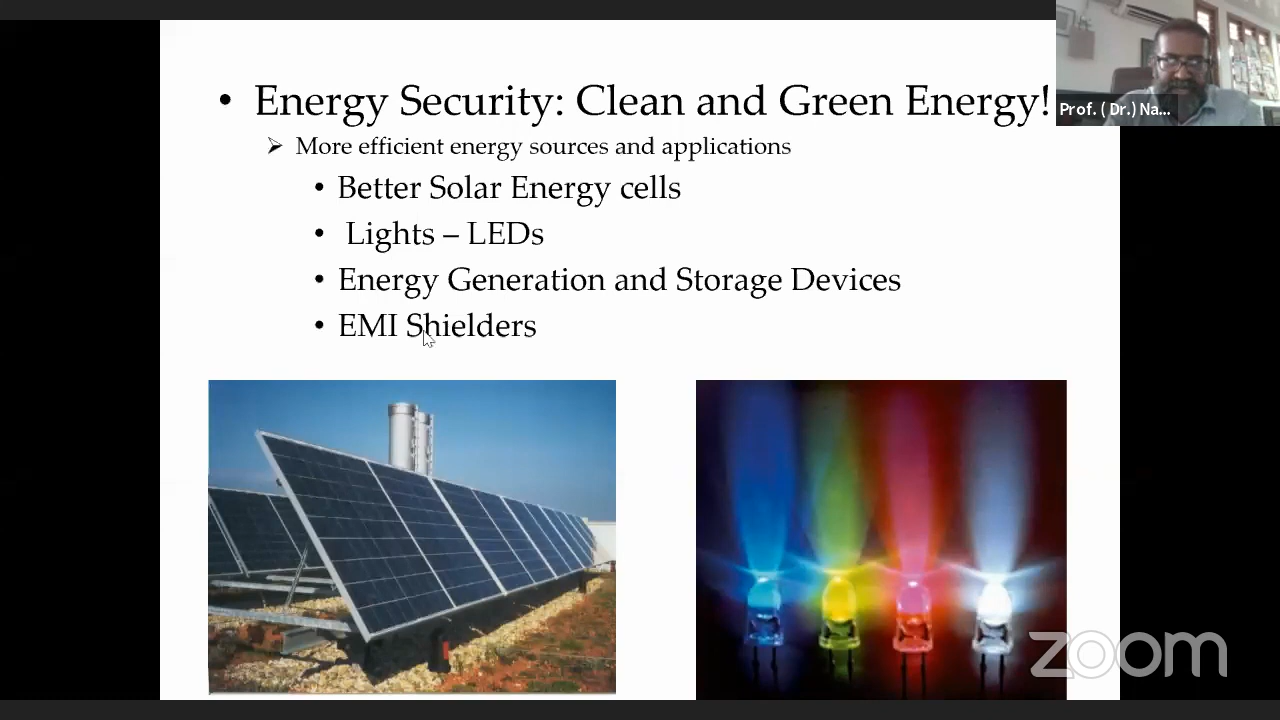 • Energy Security: Clean and Green Energy!
Prof. ( Dr.) Na...
➢ More efficient energy sources and applications
• Better Solar Energy cells
• Lights – LEDs
• Energy Generation and Storage Devices
• EMI Shielders
zoom